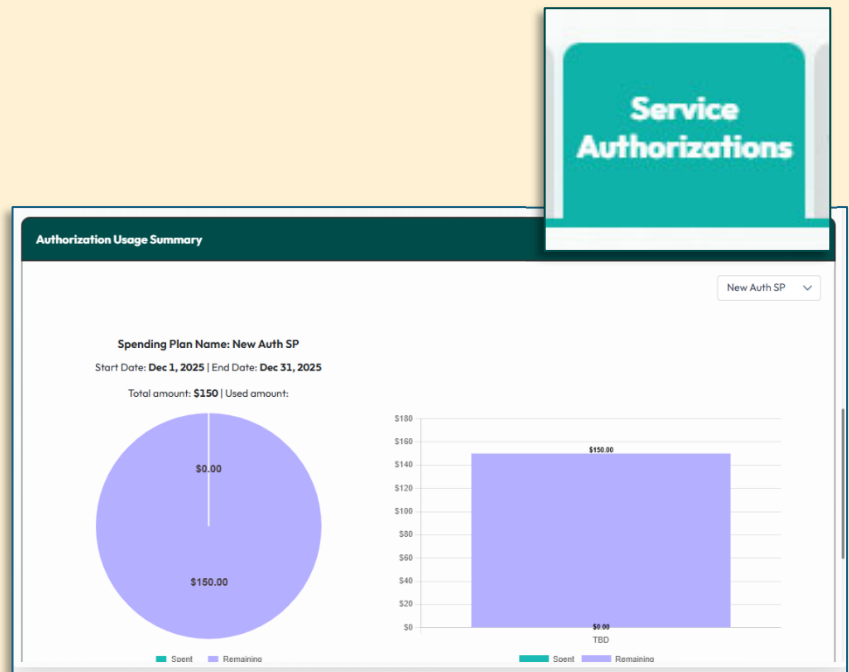 Service
Authorizations
Authorization Usage Summary
New Auth SP
Spending Plan Name: New Auth SP
Start Date: Dec 1, 2025 | End Date: Dec 31, 2025
Total amount: $150 | Used amount:
$0.00
$150.00
Spent
Remaining
$180
$160
$140
$120
$100
$80
$60
$40
$20
$0
$150.00
$0.00
TBD
Spent
Remaining